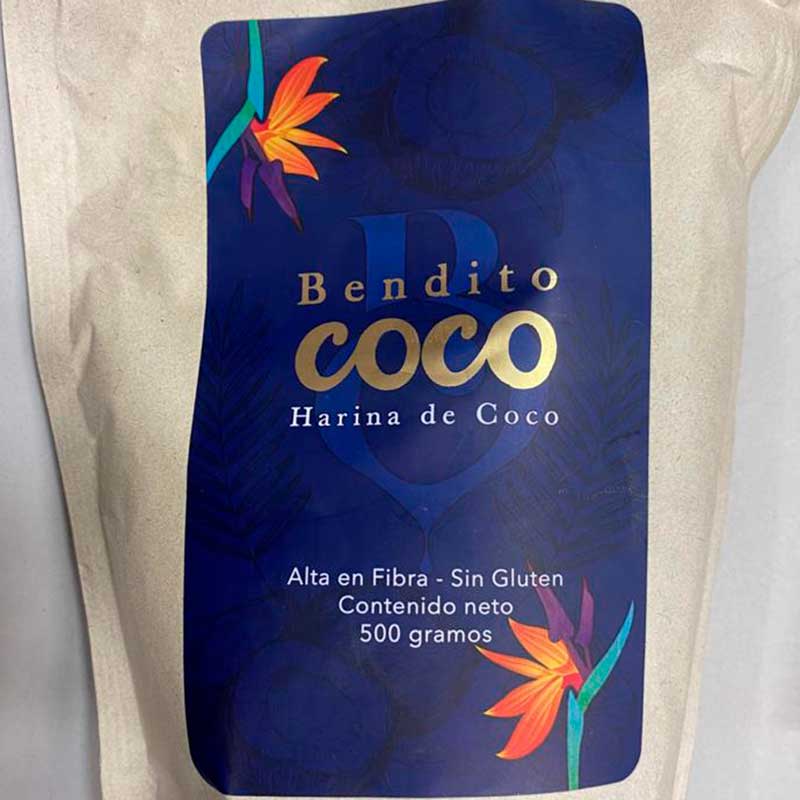 Bendito
coco
Harina de Coco
Alta en Fibra - Sin Gluten
Contenido neto
500 gramos